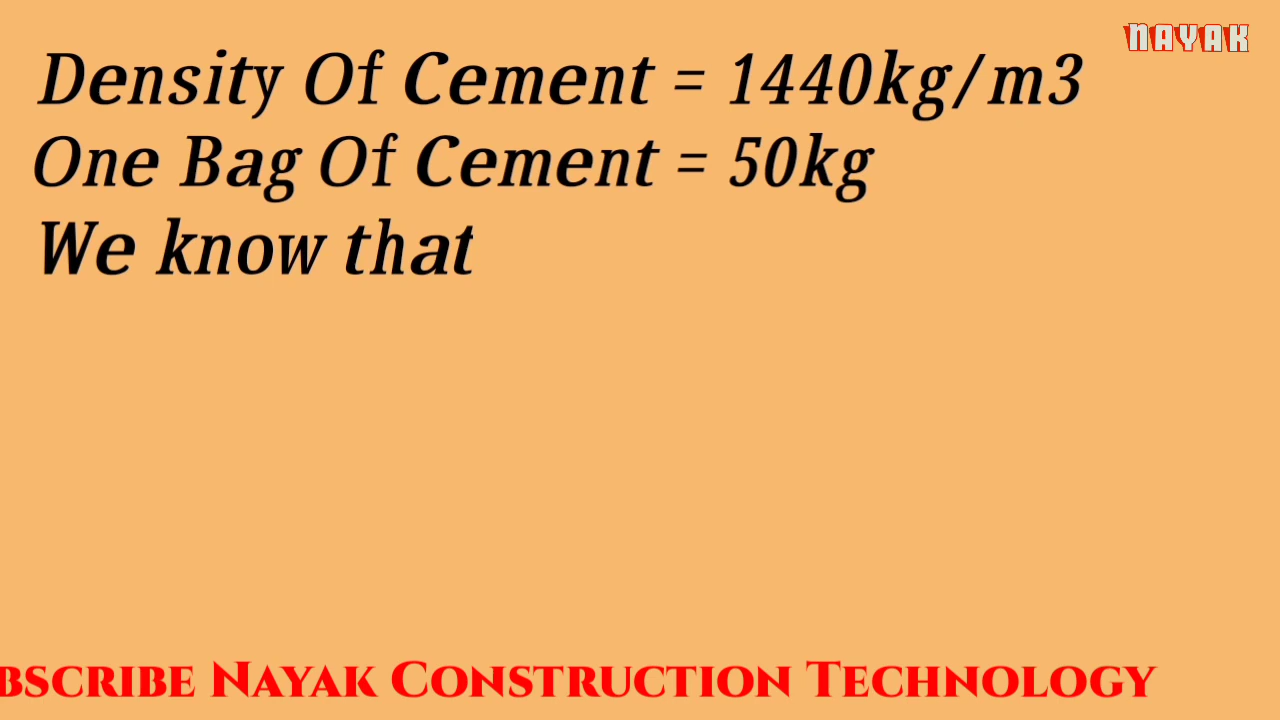 NAYAK
Density Of Cement = 1440kg/m3
One Bag Of Cement = 50kg
We know that
BSCRIBE NAYAK CONSTRUCTION TECHNOLOGY